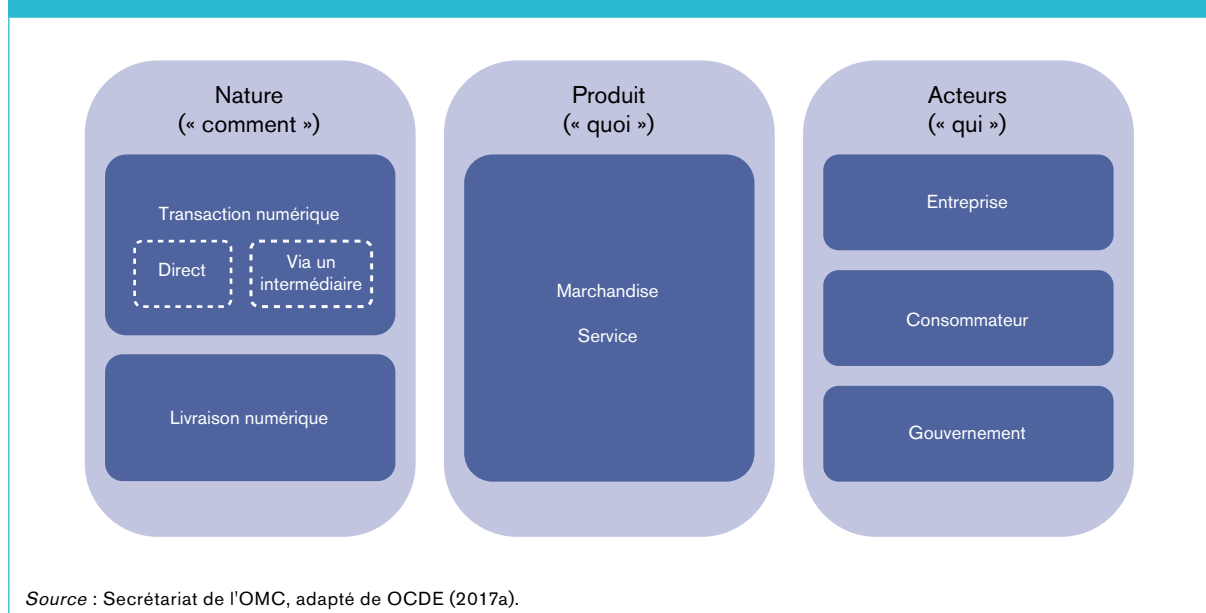 Nature
(« comment »)
Transaction numérique
Direct
Via un
intermédiaire
Livraison numérique
Produit
(« quoi »)
Marchandise
Service
Acteurs
(« qui »)
Entreprise
Consommateur
Gouvernement
Source : Secrétariat de l'OMC, adapté de OCDE (2017a).